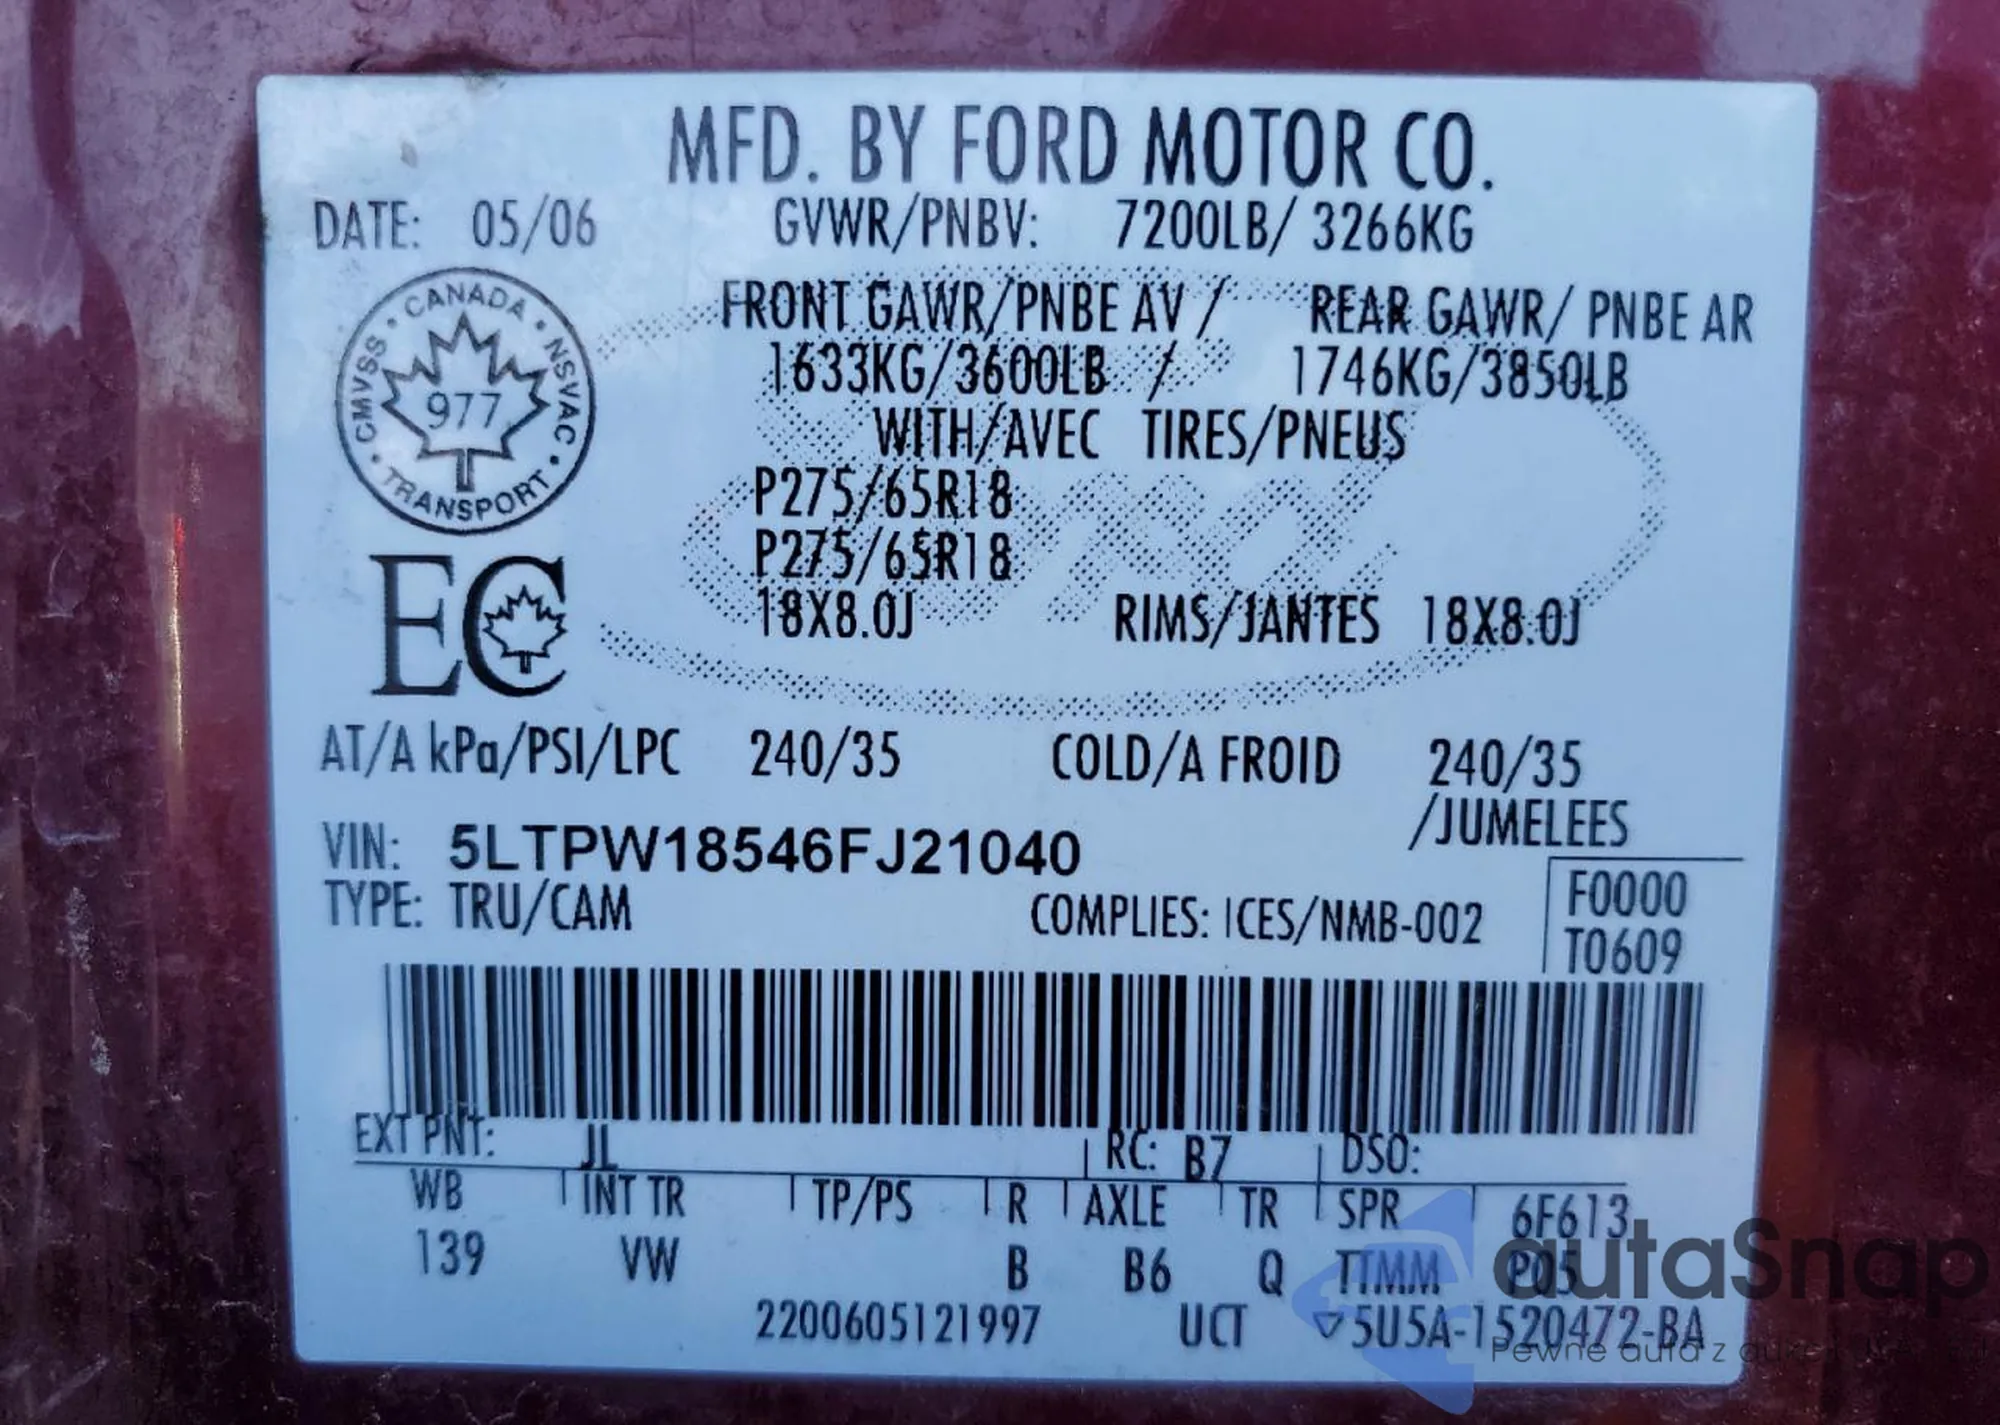 MFD. BY FORD MOTOR CO.
DATE: 05/06 GVWR/PNBV: 7200LB/ 3266KG
FRONT GAWR/PNBE AV / REAR GAWR/ PNBE AR
1633KG/3600LB / 1746KG/3850LB
WITH/AVEC TIRES/PNEUS
P275/65R18
P275/65R18
18X8.0J RIMS/JANTES 18X8.0J
CANADA • NSVAC • TRANSPORT • CMVSS •
977
EC
AT/A kPa/PSI/LPC 240/35 COLD/A FROID 240/35
/JUMELEES
VIN: 5LTPW18546FJ21040
TYPE: TRU/CAM COMPLIES: ICES/NMB-002
F0000
T0609
EXT PNT: JL RC: B7 DSO:
WB INT TR TP/PS R AXLE TR SPR 6F613
139 VW B B6 Q TTMM P05
2200605121997 UCT ▽5U5A-1520472-BA
autaSnap
Pewne auta z